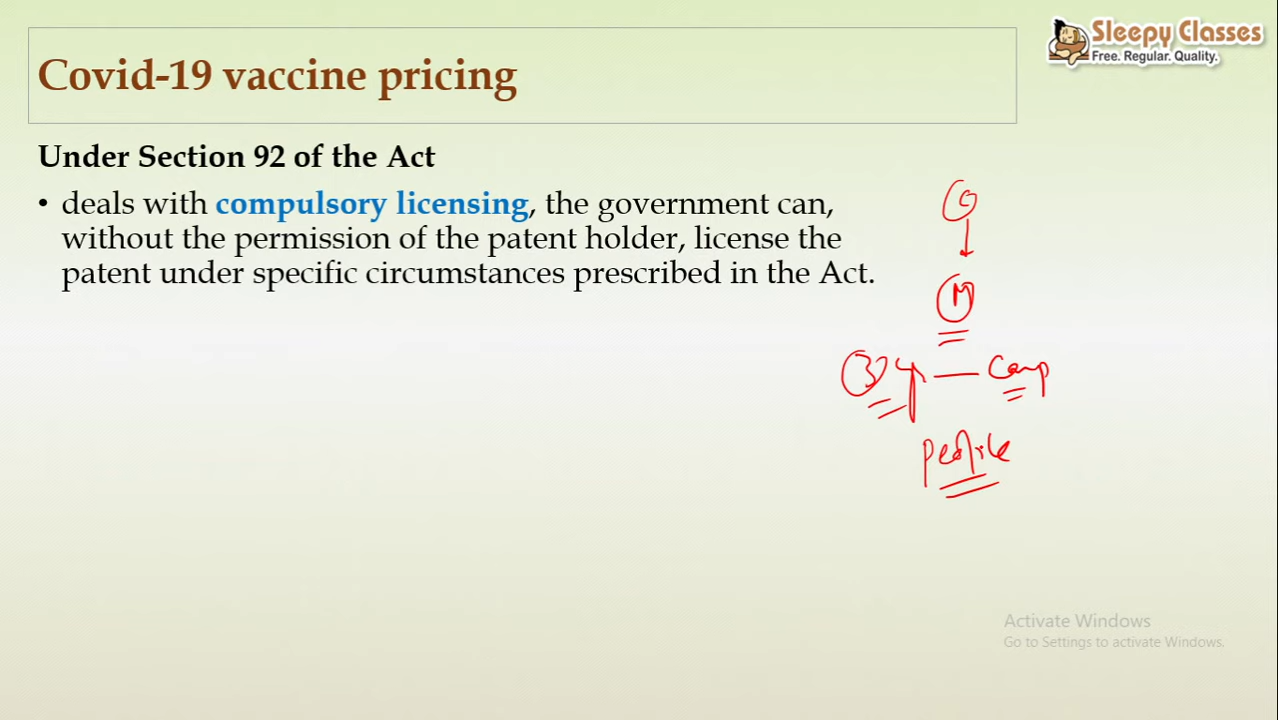 Sleepy Classes
Free. Regular. Quality.
Covid-19 vaccine pricing
Under Section 92 of the Act
• deals with compulsory licensing, the government can,
without the permission of the patent holder, license the
patent under specific circumstances prescribed in the Act.
G
M
Comp
Activate Windows
Go to Settings to activate Windows.